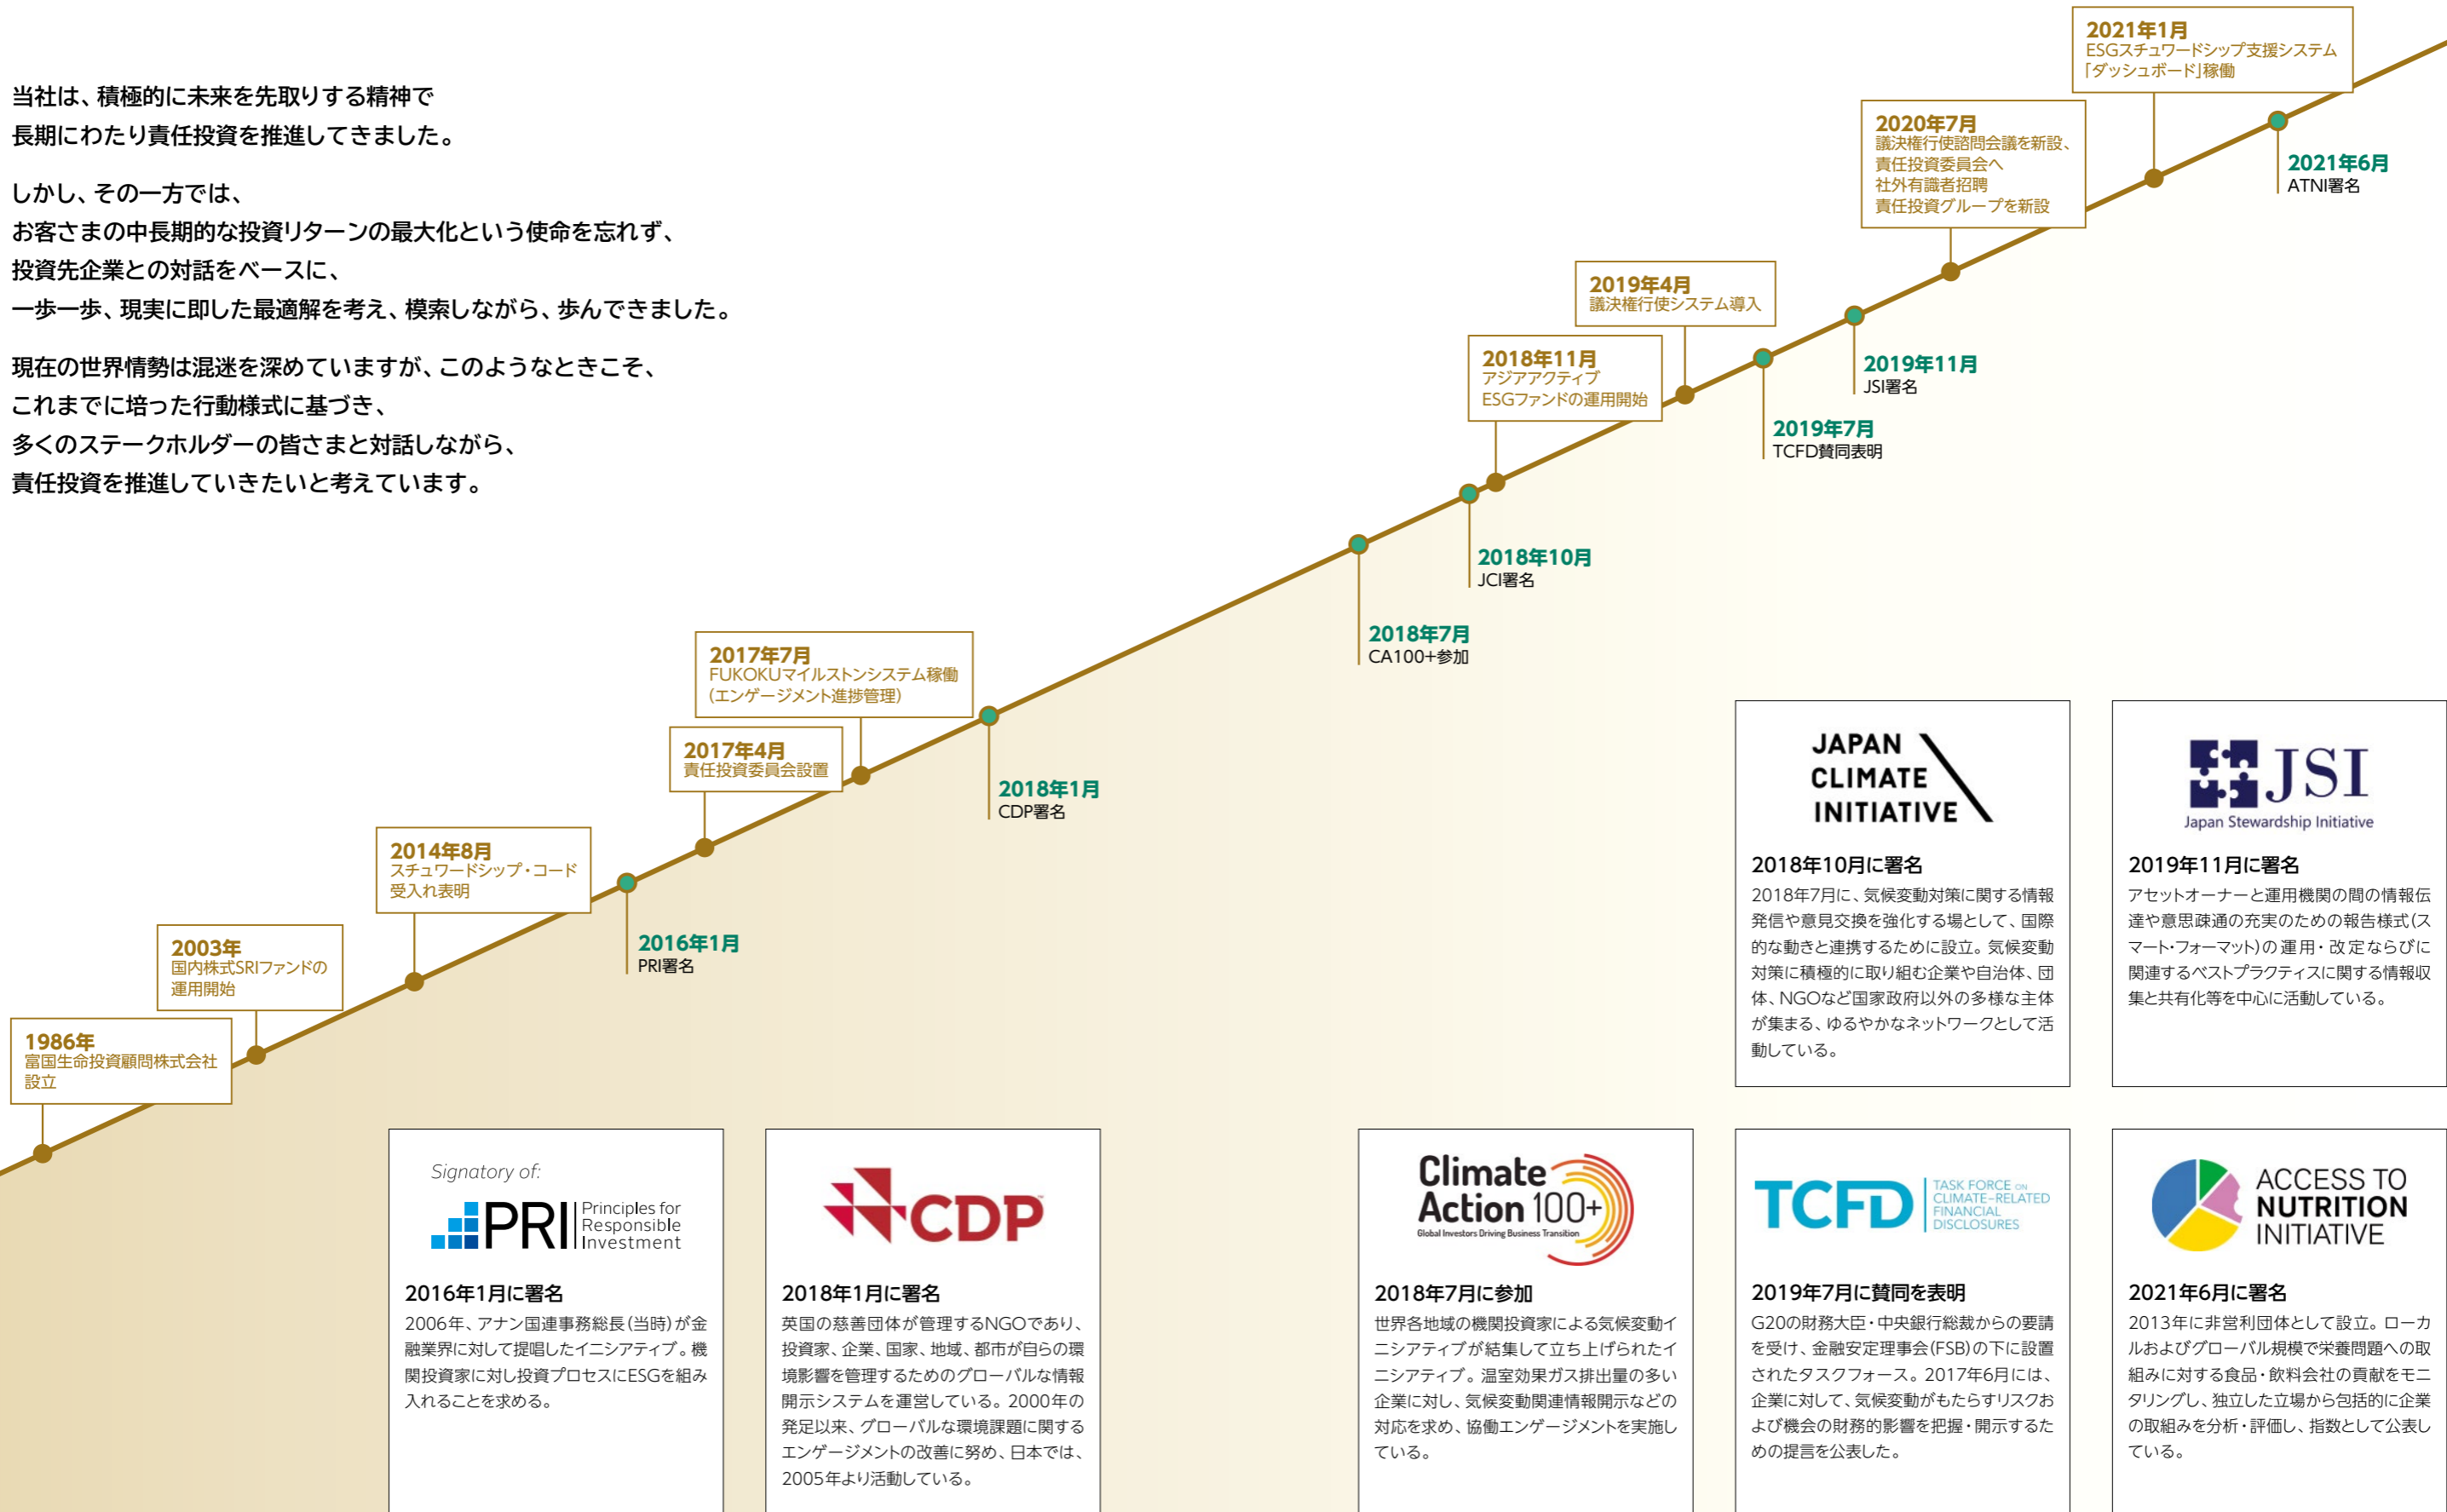 当社は、積極的に未来を先取りする精神で
長期にわたり責任投資を推進してきました。
しかし、その一方では、
お客さまの中長期的な投資リターンの最大化という使命を忘れず、
投資先企業との対話をベースに、
一歩一歩、現実に即した最適解を考え、模索しながら、歩んできました。
現在の世界情勢は混迷を深めていますが、このようなときこそ、
これまでに培った行動様式に基づき、
多くのステークホルダーの皆さまと対話しながら、
責任投資を推進していきたいと考えています。
1986年
富国生命投資顧問株式会社
設立
2003年
国内株式SRIファンドの
運用開始
2014年8月
スチュワードシップ・コード
受入れ表明
2016年1月
PRI署名
2017年4月
責任投資委員会設置
2017年7月
FUKOKUマイルストンシステム稼働
(エンゲージメント進捗管理)
2018年1月
CDP署名
2018年7月
CA100+参加
2018年10月
JCI署名
2018年11月
アジアアクティブ
ESGファンドの運用開始
2019年4月
議決権行使システム導入
2019年7月
TCFD賛同表明
2019年11月
JSI署名
2020年7月
議決権行使諮問会議を新設、
責任投資委員会へ
社外有識者招聘
責任投資グループを新設
2021年1月
ESGスチュワードシップ支援システム
「ダッシュボード」稼働
2021年6月
ATNI署名
JAPAN
CLIMATE
INITIATIVE
2018年10月に署名
2018年7月に、気候変動対策に関する情報
発信や意見交換を強化する場として、国際
的な動きと連携するために設立。気候変動
対策に積極的に取り組む企業や自治体、団
体、NGOなど国家政府以外の多様な主体
が集まる、ゆるやかなネットワークとして活
動している。
JSI
Japan Stewardship Initiative
2019年11月に署名
アセットオーナーと運用機関の間の情報伝
達や意思疎通の充実のための報告様式(ス
マート・フォーマット)の運用・改定ならびに
関連するベストプラクティスに関する情報収
集と共有化等を中心に活動している。
Signatory of:
PRI
Principles for
Responsible
Investment
2016年1月に署名
2006年、アナン国連事務総長(当時)が金
融業界に対して提唱したイニシアティブ。機
関投資家に対し投資プロセスにESGを組み
入れることを求める。
CDP
2018年1月に署名
英国の慈善団体が管理するNGOであり、
投資家、企業、国家、地域、都市が自らの環
境影響を管理するためのグローバルな情報
開示システムを運営している。2000年の
発足以来、グローバルな環境課題に関する
エンゲージメントの改善に努め、日本では、
2005年より活動している。
Climate
Action 100+
Global Investors Driving Business Transition
2018年7月に参加
世界各地域の機関投資家による気候変動イ
ニシアティブが結集して立ち上げられたイ
ニシアティブ。温室効果ガス排出量の多い
企業に対し、気候変動関連情報開示などの
対応を求め、協働エンゲージメントを実施し
ている。
TCFD
TASK FORCE ON
CLIMATE-RELATED
FINANCIAL
DISCLOSURES
2019年7月に賛同を表明
G20の財務大臣・中央銀行総裁からの要請
を受け、金融安定理事会(FSB)の下に設置
されたタスクフォース。2017年6月には、
企業に対して、気候変動がもたらすリスクお
よび機会の財務的影響を把握・開示するた
めの提言を公表した。
ACCESS TO
NUTRITION
INITIATIVE
2021年6月に署名
2013年に非営利団体として設立。ローカ
ルおよびグローバル規模で栄養問題への取
組みに対する食品・飲料会社の貢献をモニ
タリングし、独立した立場から包括的に企業
の取組みを分析・評価し、指数として公表し
ている。